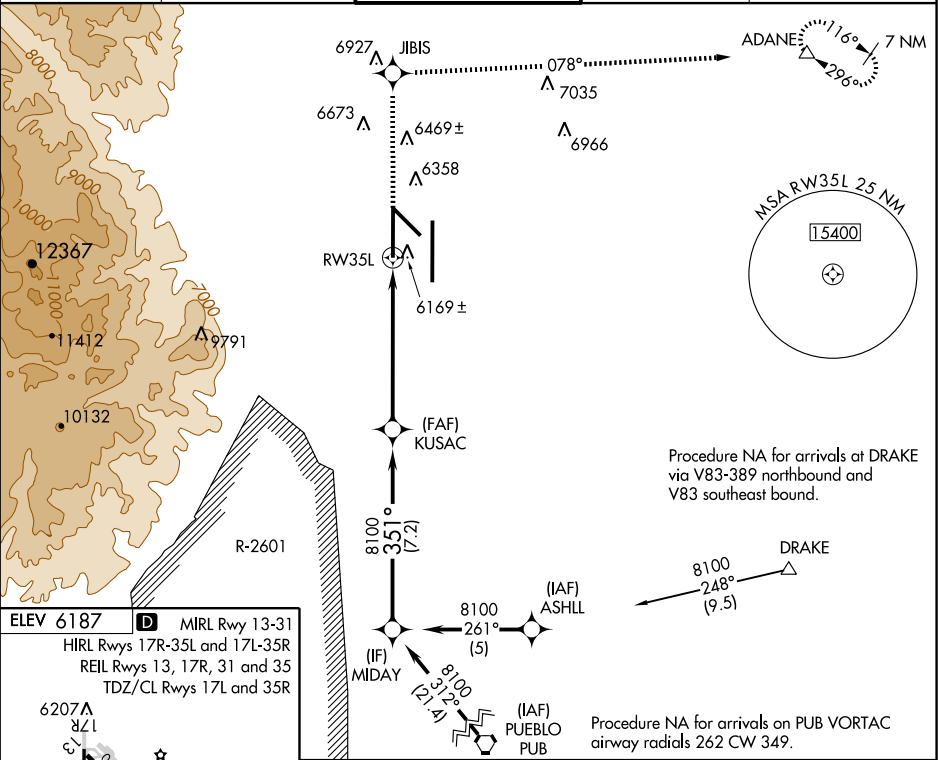 8000
6927
JIBIS
078°
ADANE
116°
296°
7 NM
7035
6673
6469±
6966
9000
6358
MSA RW35L 25 NM
15400
10000
12367
RW35L
11000
7000
6169±
11412
9791
10132
(FAF)
KUSAC
Procedure NA for arrivals at DRAKE
via V83-389 northbound and
V83 southeast bound.
8100
351°
(7.2)
R-2601
DRAKE
8100
248°
(9.5)
(IAF)
ASHLL
8100
261°
(5)
(IF)
MIDAY
8100
312°
(21.4)
(IAF)
PUEBLO
PUB
Procedure NA for arrivals on PUB VORTAC
airway radials 262 CW 349.
ELEV 6187
D
MIRL Rwy 13-31
HIRL Rwys 17R-35L and 17L-35R
REIL Rwys 13, 17R, 31 and 35
TDZ/CL Rwys 17L and 35R
6207
17R
13